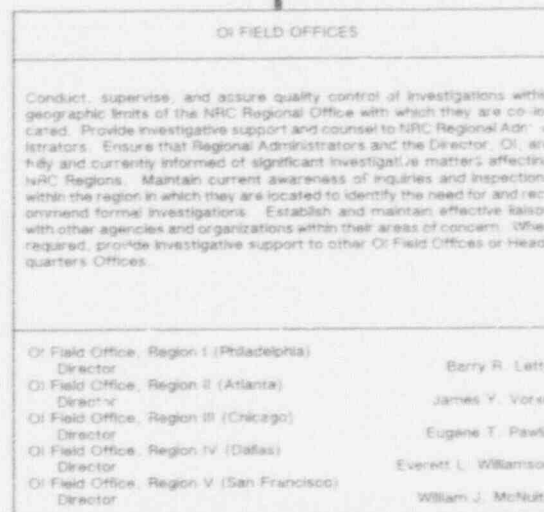 OI FIELD OFFICES
Conduct, supervise, and assure quality control of investigations within
geographic limits of the NRC Regional Office with which they are co-lo
cated. Provide investigative support and counsel to NRC Regional
istrators. Ensure that Regional Administrators and the Director, OI, are
fully and currently informed of significant investigative matters affecting
NRC Regions. Maintain current awareness of inquiries and inspection
within the region in which they are located to identify the need for and rec
ommend formal investigations. Establish and maintain effective liaiso
with other agencies and organizations within their areas of concern. Whe
required, provide investigative support to other OI Field Offices or Head
quarters Offices.
OI Field Office, Region I (Philadelphia)
Director Barry R. Lett
OI Field Office, Region II (Atlanta)
Director James Y. Vors
OI Field Office, Region III (Chicago)
Director Eugene T. Pawl
OI Field Office, Region IV (Dallas)
Director Everett L. Williamso
OI Field Office, Region V (San Francisco)
Director William J. McNult